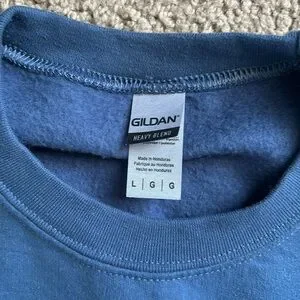 GILDAN
HEAVY BLEND
Made in Honduras
Fabriqué au Honduras
Hecho en Honduras
L | G | G